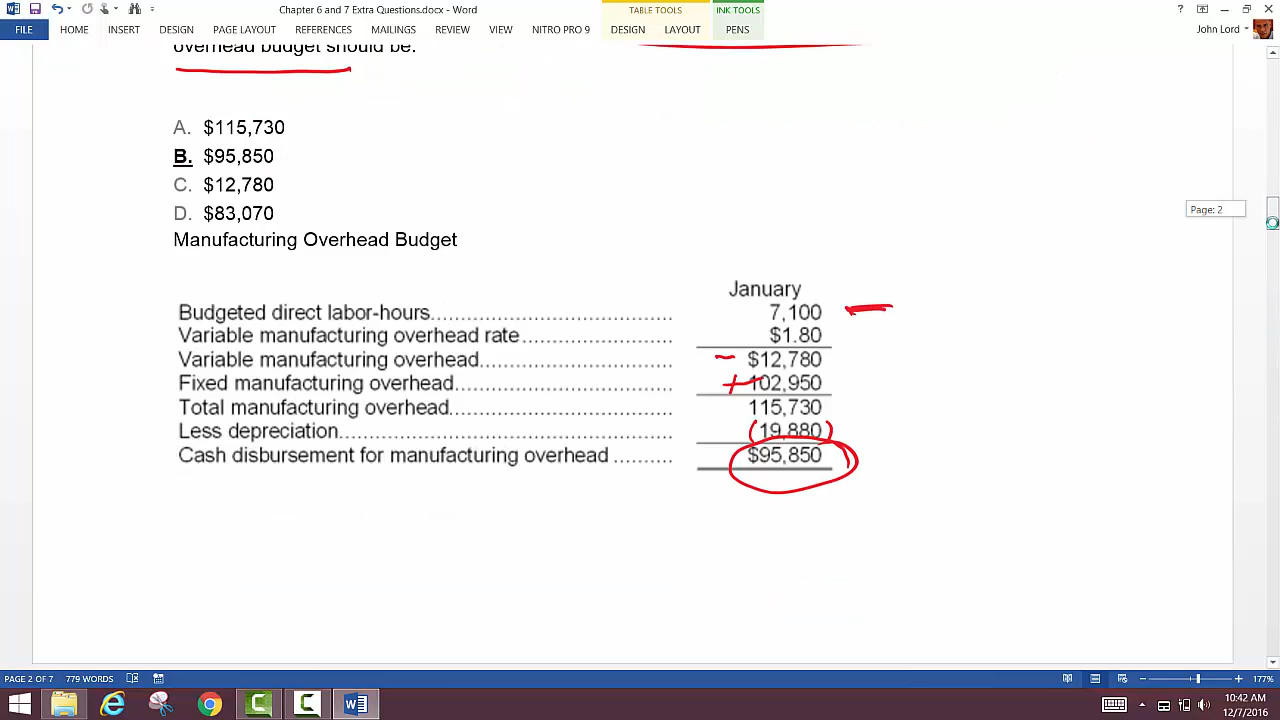 Chapter 6 and 7 Extra Questions.docx - Word
TABLE TOOLS
INK TOOLS
?
FILE
HOME
INSERT
DESIGN
PAGE LAYOUT
REFERENCES
MAILINGS
REVIEW
VIEW
NITRO PRO 9
DESIGN
LAYOUT
PENS
John Lord
overhead budget should be:
A. $115,730
B. $95,850
C. $12,780
D. $83,070
Page: 2
Manufacturing Overhead Budget
January
Budgeted direct labor-hours.......... 7,100
Variable manufacturing overhead rate.......... $1.80
Variable manufacturing overhead.......... $12,780
Fixed manufacturing overhead.......... 102,950
Total manufacturing overhead.......... 115,730
Less depreciation.......... 19,880
Cash disbursement for manufacturing overhead .......... $95,850
PAGE 2 OF 7
779 WORDS
177%
10:42 AM
12/7/2016